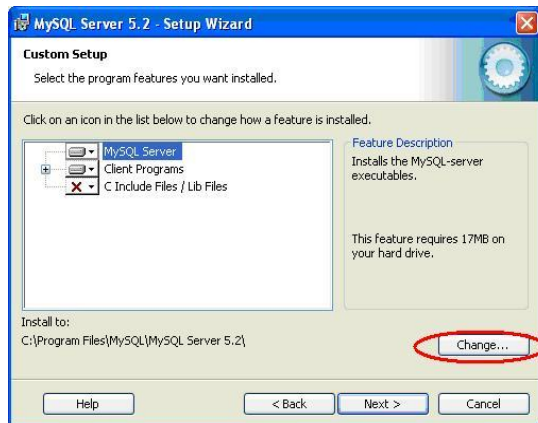 MySQL Server 5.2 - Setup Wizard
Custom Setup
Select the program features you want installed.
Click on an icon in the list below to change how a feature is installed.
MySQL Server
Client Programs
C Include Files / Lib Files
Feature Description
Installs the MySQL-server
executables.
This feature requires 17MB on
your hard drive.
Install to:
C:\Program Files\MySQL\MySQL Server 5.2\
Change...
Help
< Back
Next >
Cancel